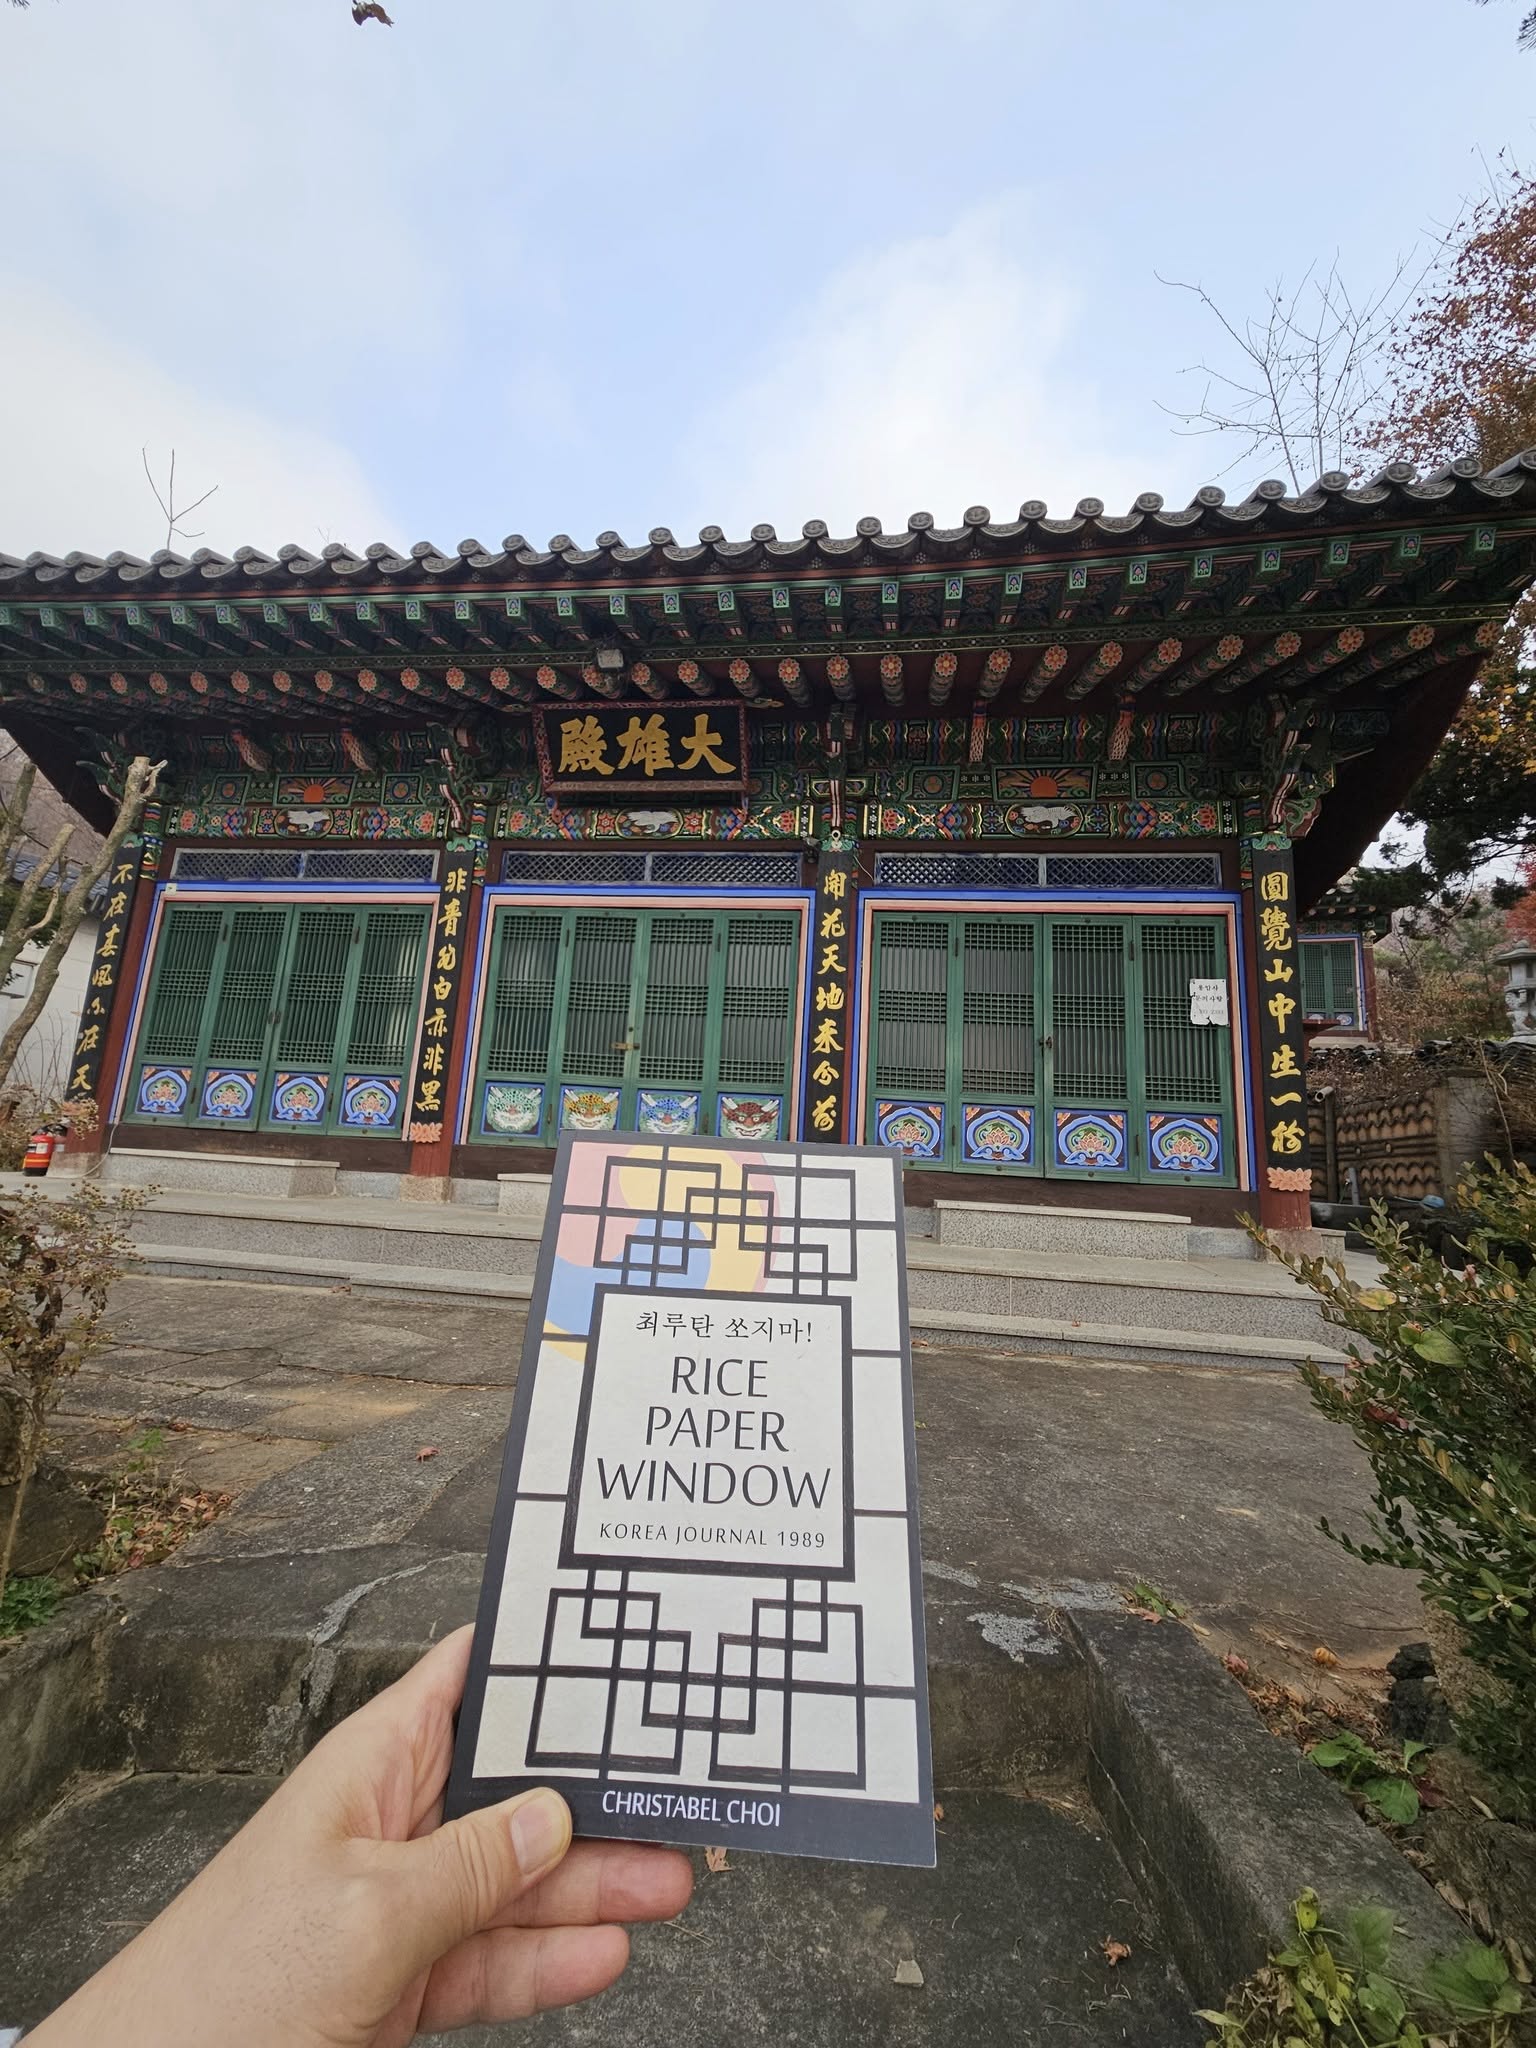 大雄殿
圓覺山中生一樹
開花天地未分前
非青非白亦非黑
不在春風不在天
최루탄 쏘지마!
RICE
PAPER
WINDOW
KOREA JOURNAL 1989
CHRISTABEL CHOI